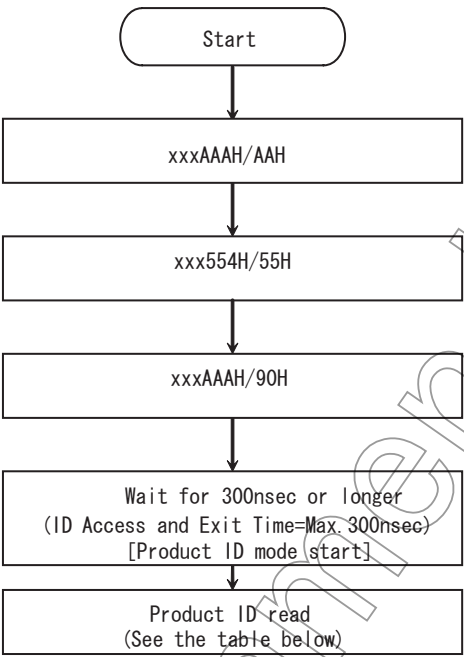 Start
xxxAAAH/AAH
xxx554H/55H
xxxAAAH/90H
Wait for 300nsec or longer
(ID Access and Exit Time=Max.300nsec)
[Product ID mode start]
Product ID read
(See the table below)